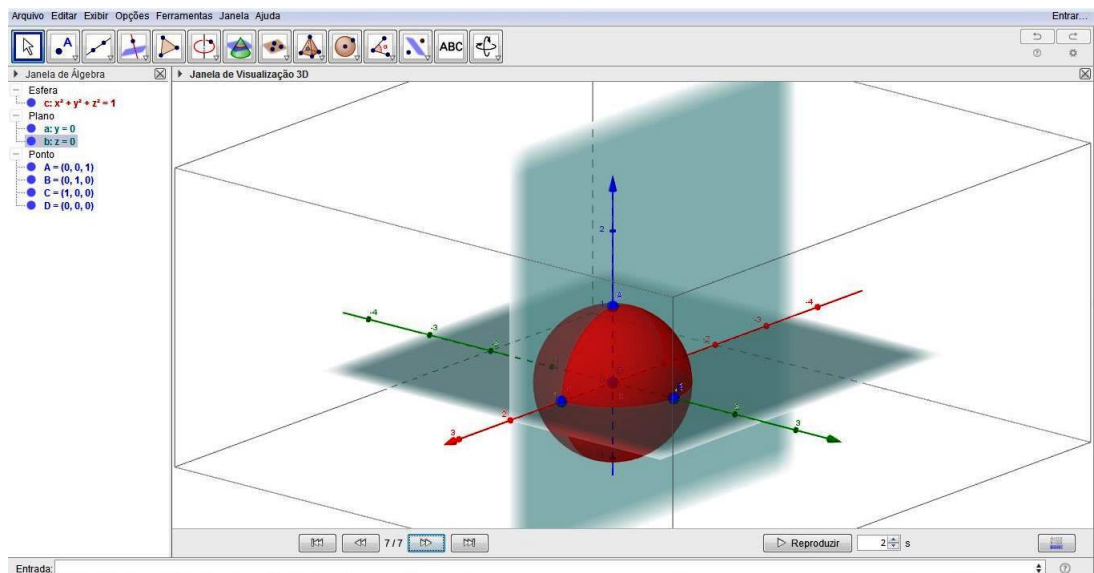 Arquivo Editar Exibir Opções Ferramentas Janela Ajuda
Entrar...
A
ABC
Janela de Álgebra
Janela de Visualização 3D
Esfera
c: x² + y² + z² = 1
Plano
a: y = 0
b: z = 0
Ponto
A = (0, 0, 1)
B = (0, 1, 0)
C = (1, 0, 0)
D = (0, 0, 0)
2
-4
-3
-4
-3
-2
A
2
3
2
3
7 / 7
Reproduzir
2
s
Entrada: